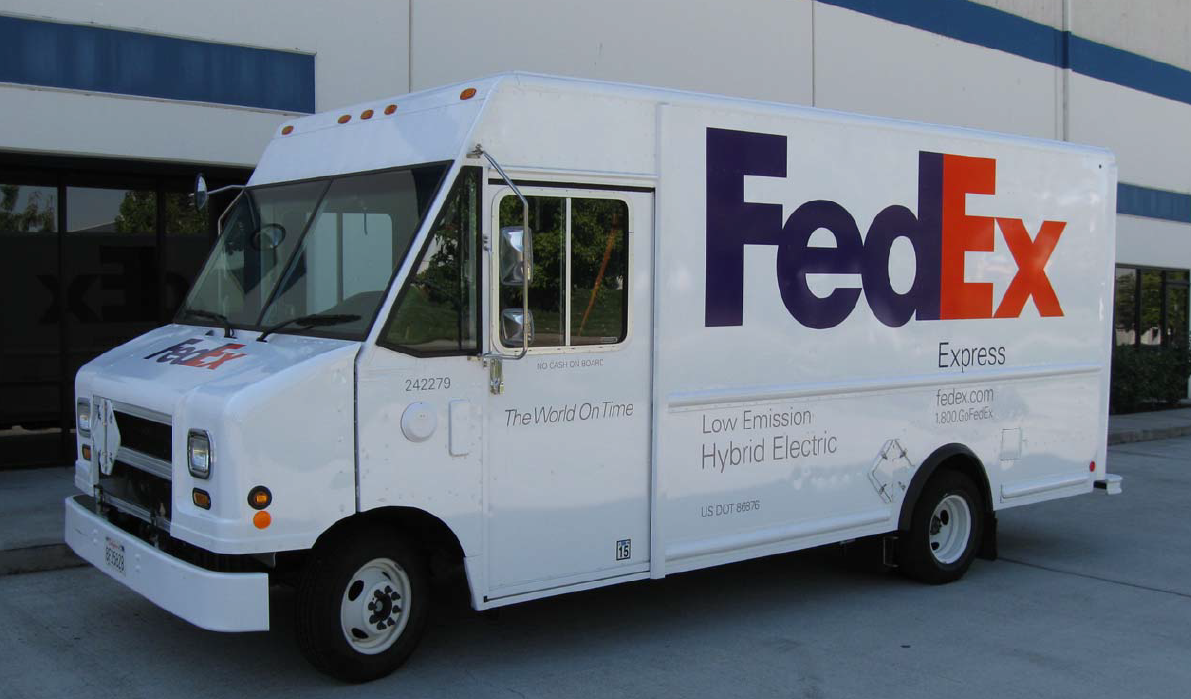 FedEx
Express
fedex.com
1.800.GoFedEx
FedEx
242279
NO CASH ON BOARD
The World On Time
Low Emission
Hybrid Electric
US DOT 86876
15